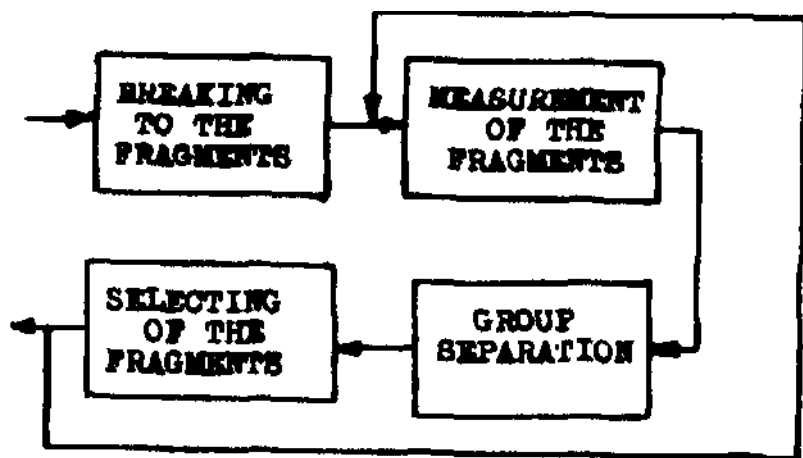 BREAKING
TO THE
FRAGMENTS
MEASUREMENT
OF THE
FRAGMENTS
SELECTING
OF THE
FRAGMENTS
GROUP
SEPARATION